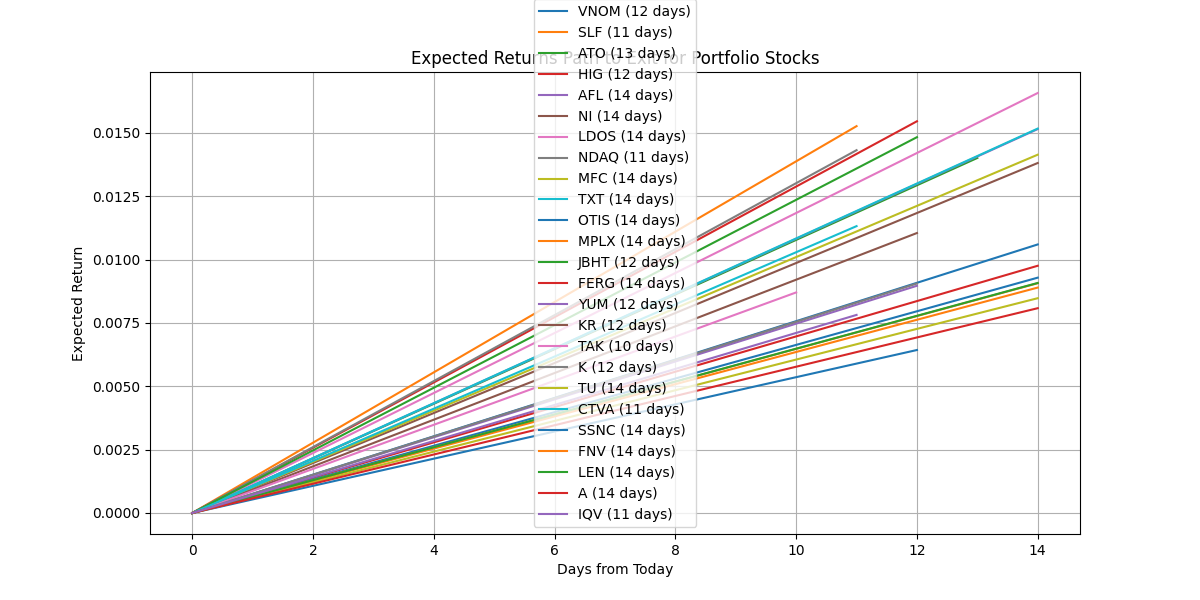 Expected Returns Path to Exit for Portfolio Stocks
VNOM (12 days)
SLF (11 days)
ATO (13 days)
HIG (12 days)
AFL (14 days)
NI (14 days)
LDOS (14 days)
NDAQ (11 days)
MFC (14 days)
TXT (14 days)
OTIS (14 days)
MPLX (14 days)
JBHT (12 days)
FERG (14 days)
YUM (12 days)
KR (12 days)
TAK (10 days)
K (12 days)
TU (14 days)
CTVA (11 days)
SSNC (14 days)
FNV (14 days)
LEN (14 days)
A (14 days)
IQV (11 days)
Expected Return
0.0150
0.0125
0.0100
0.0075
0.0050
0.0025
0.0000
0 2 4 6 8 10 12 14
Days from Today